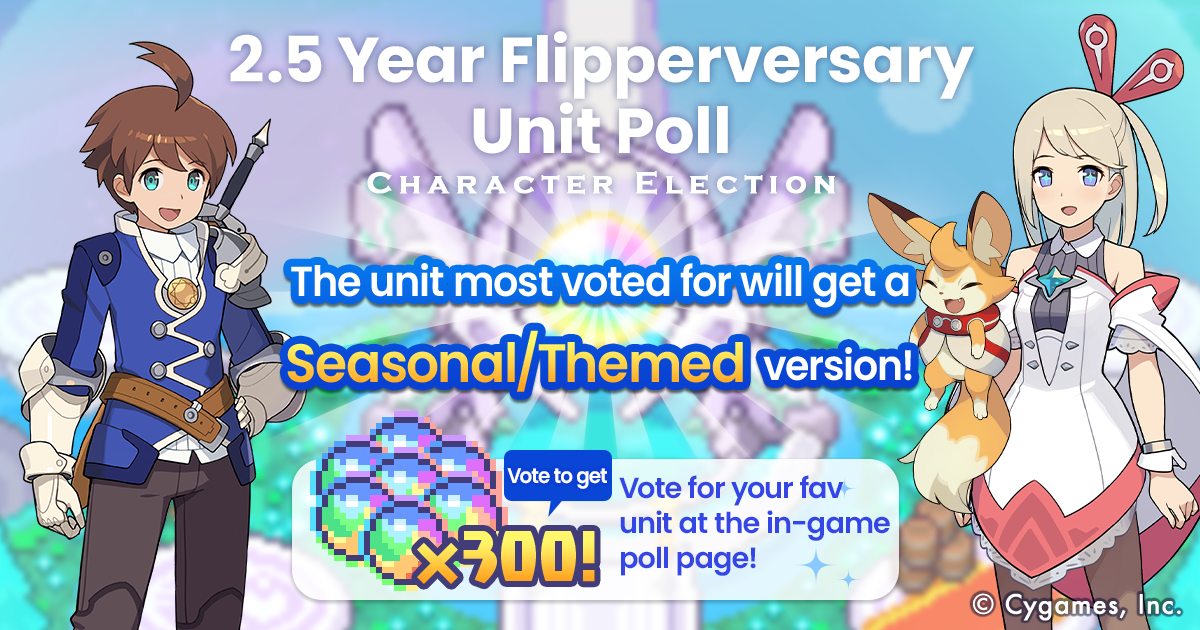 2.5 Year Flipperversary
Unit Poll
CHARACTER ELECTION
The unit most voted for will get a
Seasonal/Themed version!
Vote to get
×300!
Vote for your fav
unit at the in-game
poll page!
© Cygames, Inc.